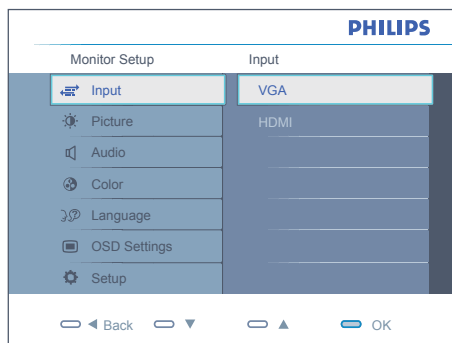 PHILIPS
Monitor Setup Input
Input VGA
Picture HDMI
Audio
Color
Language
OSD Settings
Setup
Back OK